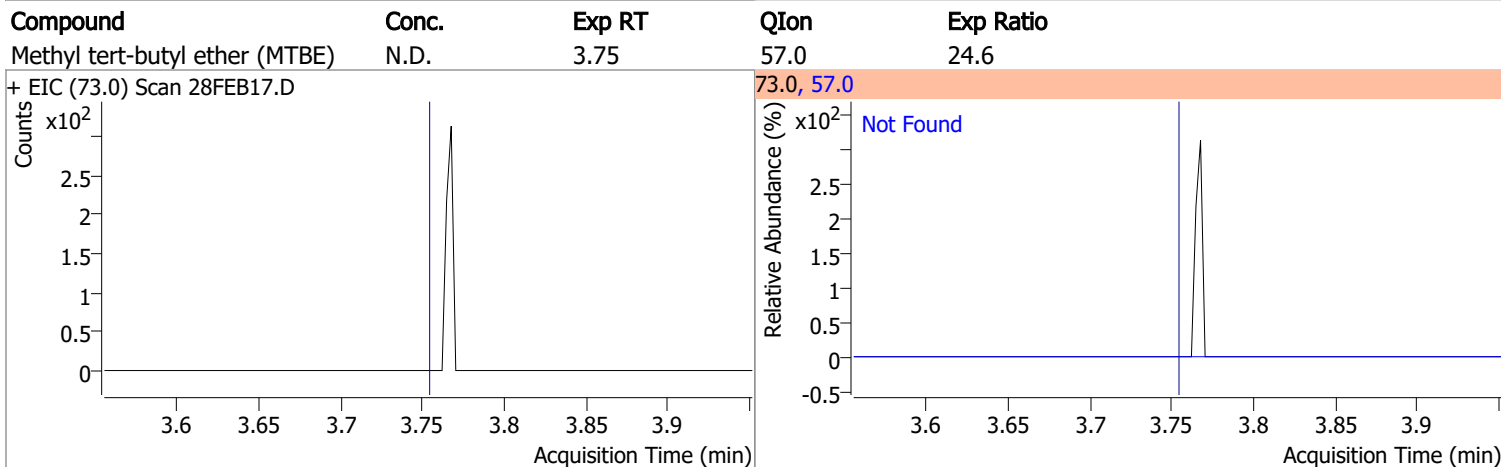 Compound Conc. Exp RT QIon Exp Ratio
Methyl tert-butyl ether (MTBE) N.D. 3.75 57.0 24.6
+ EIC (73.0) Scan 28FEB17.D
Counts
x10²
2.5
2
1.5
1
0.5
0
3.6 3.65 3.7 3.75 3.8 3.85 3.9
Acquisition Time (min)
73.0, 57.0
Relative Abundance (%)
x10²
Not Found
2.5
2
1.5
1
0.5
0
-0.5
3.6 3.65 3.7 3.75 3.8 3.85 3.9
Acquisition Time (min)